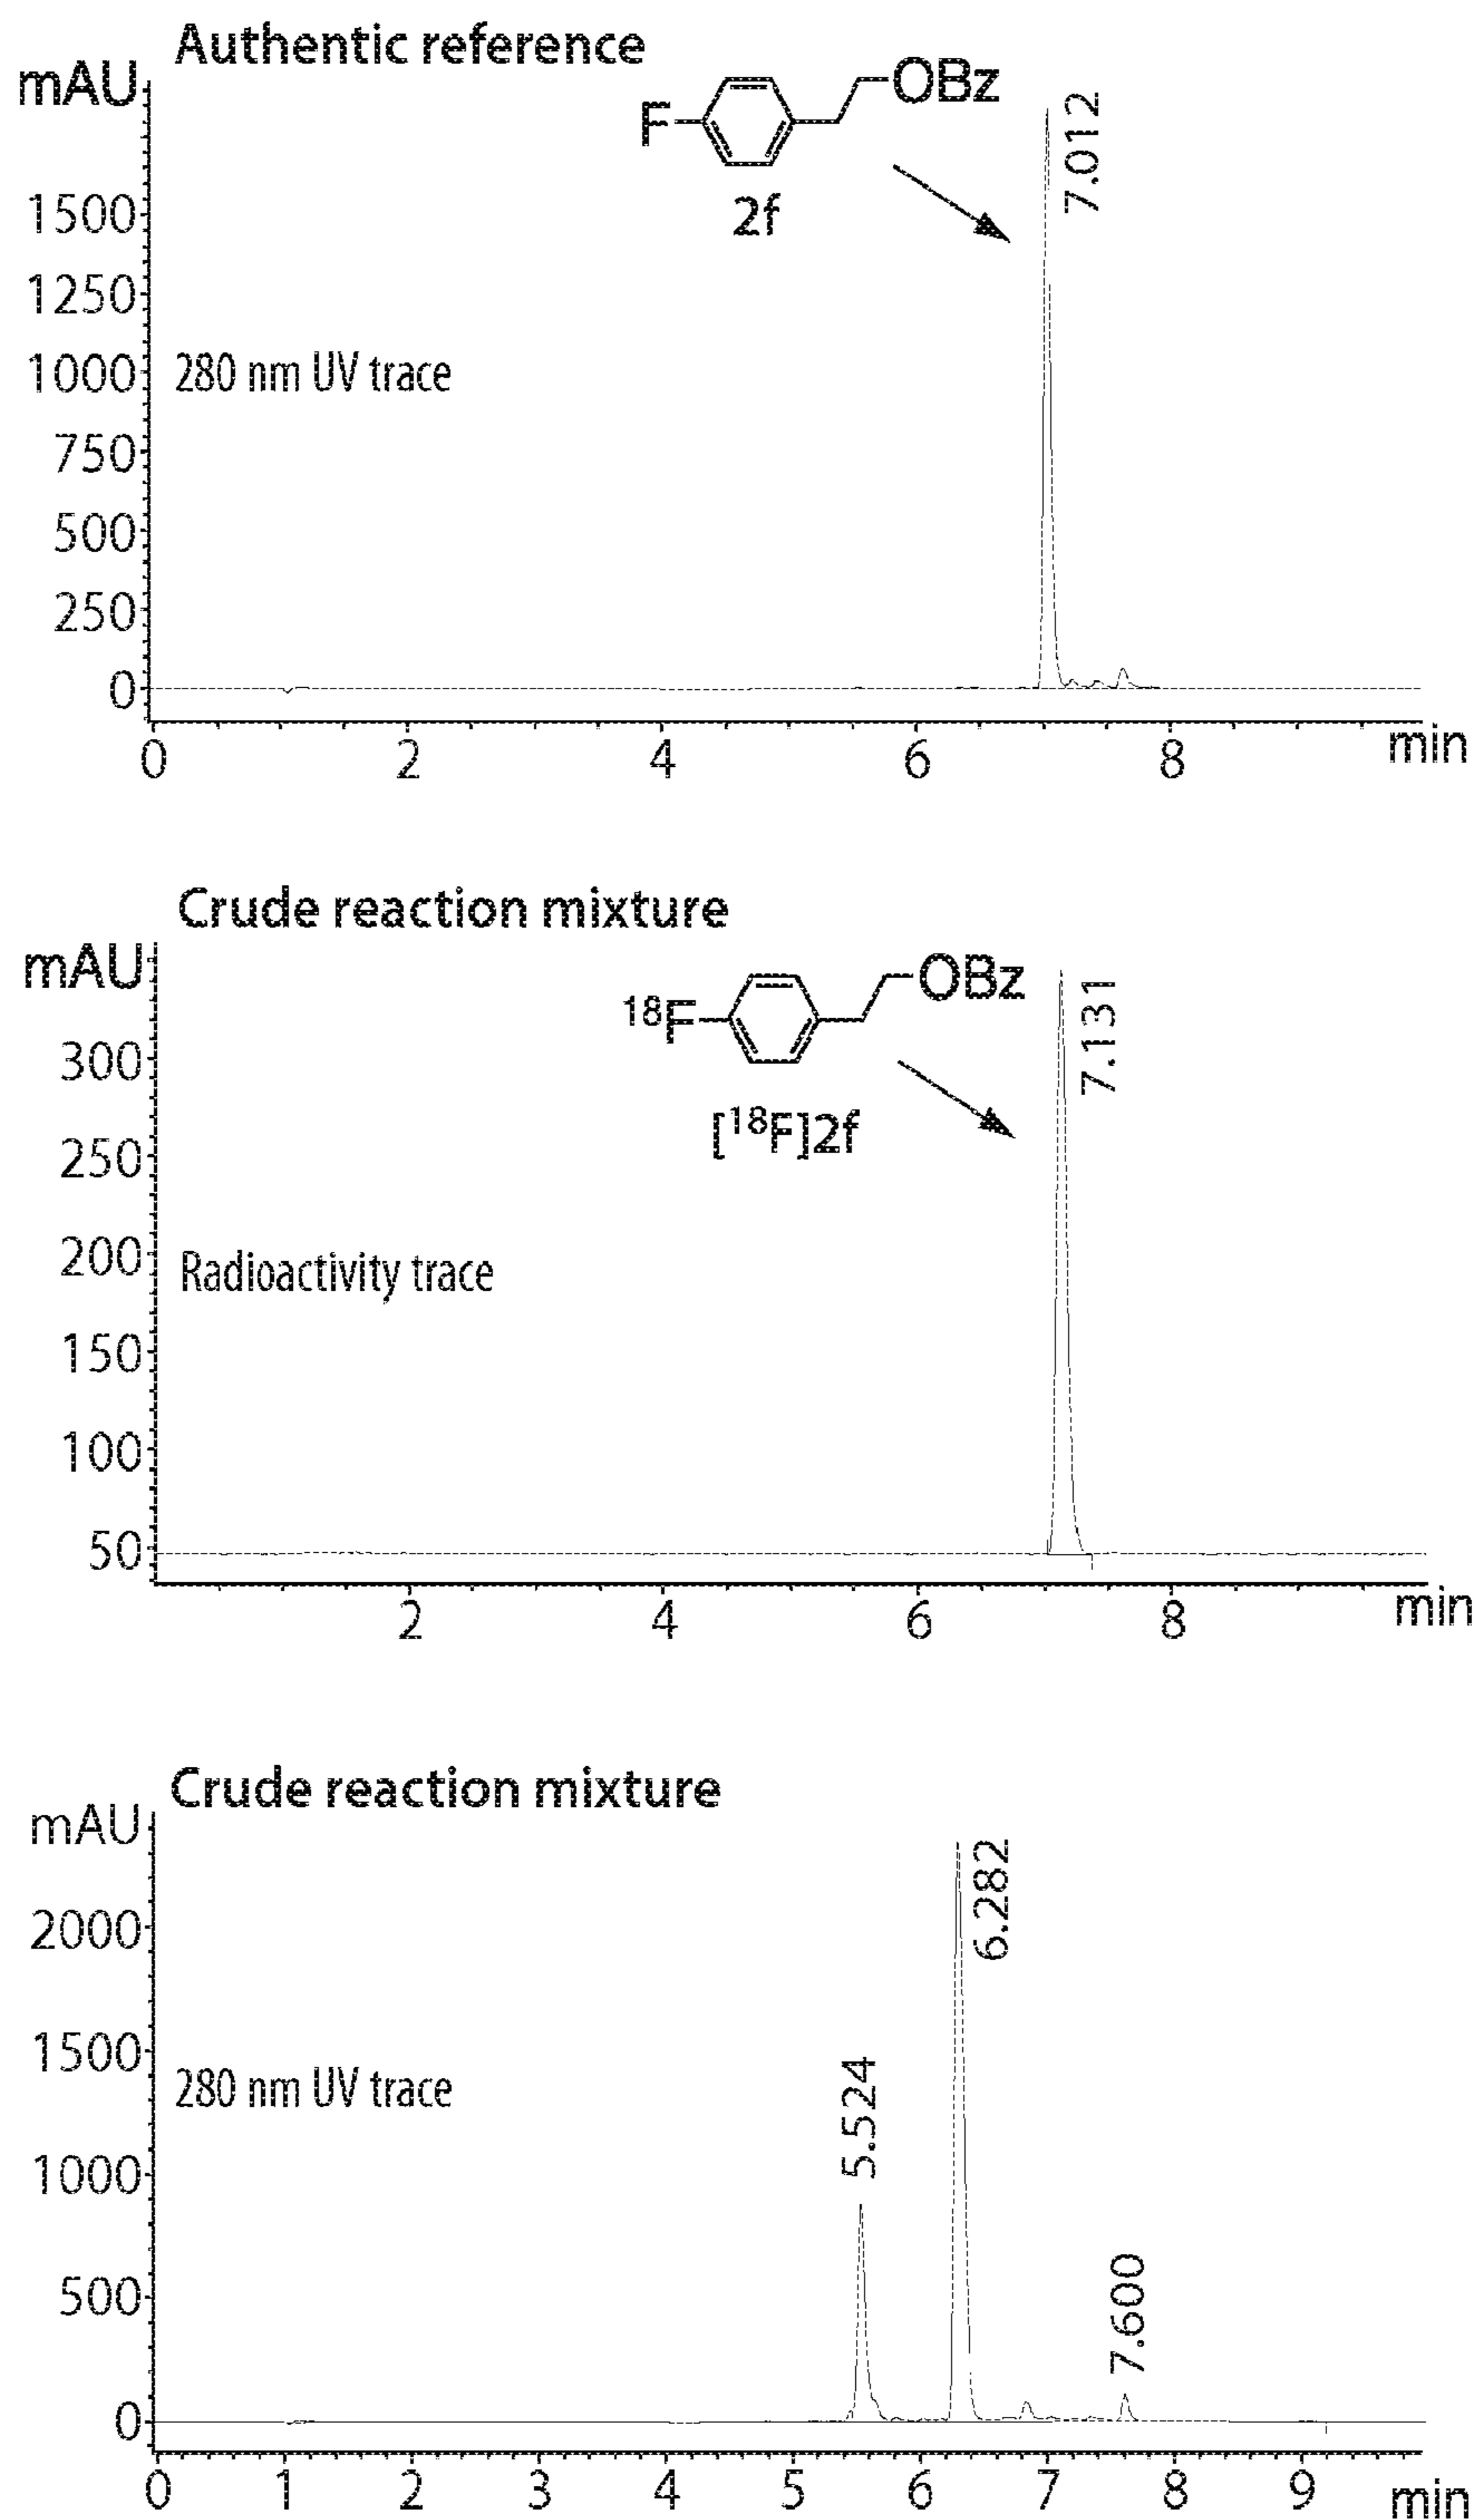 Authentic reference
mAU
OBz
F
2f
7.012
1500
1250
1000
280 nm UV trace
750
500
250
0
0 2 4 6 8 min
Crude reaction mixture
mAU
OBz
18F
[18F]2f
7.131
300
250
200
Radioactivity trace
150
100
50
2 4 6 8 min
Crude reaction mixture
mAU
6.282
2000
1500
280 nm UV trace
5.524
1000
500
7.600
0
0 1 2 3 4 5 6 7 8 9 min